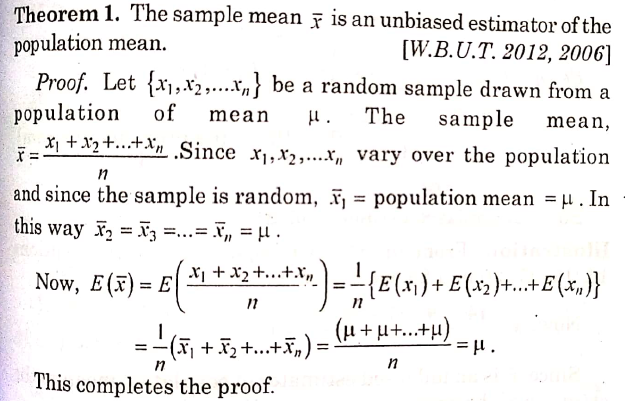 Theorem 1. The sample mean x̄ is an unbiased estimator of the
population mean. [W.B.U.T. 2012, 2006]
Proof. Let {x₁,x₂,...xₙ} be a random sample drawn from a
population of mean μ. The sample mean,
x̄ = (x₁ + x₂ +...+ xₙ)/n .Since x₁,x₂,...xₙ vary over the population
and since the sample is random, x̄₁ = population mean = μ. In
this way x̄₂ = x̄₃ =...= x̄ₙ = μ.
Now, E(x̄) = E((x₁ + x₂ +...+ xₙ)/n) = 1/n {E(x₁) + E(x₂)+...+E(xₙ)}
= 1/n (x̄₁ + x̄₂ +...+ x̄ₙ) = (μ + μ+...+μ)/n = μ.
This completes the proof.